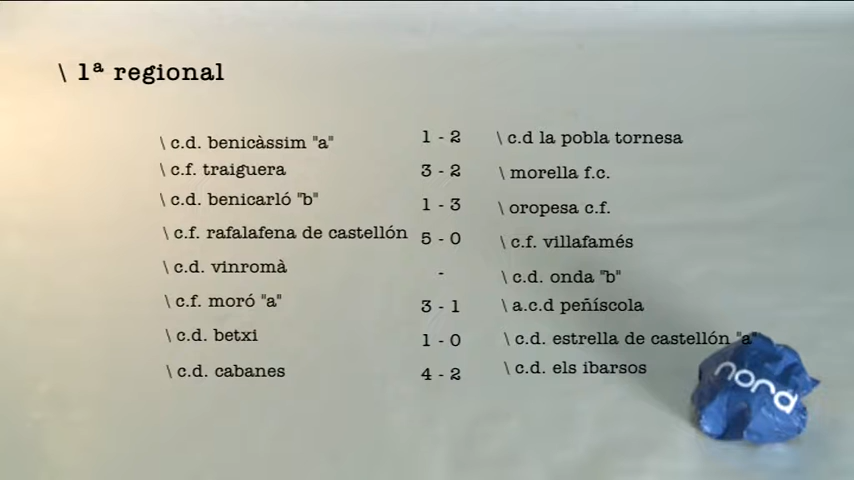 \ 1ª regional
\ c.d. benicàssim "a" 1 - 2 \ c.d la pobla tornesa
\ c.f. traiguera 3 - 2 \ morella f.c.
\ c.d. benicarló "b" 1 - 3 \ oropesa c.f.
\ c.f. rafalafena de castellón 5 - 0 \ c.f. villafamés
\ c.d. vinromà - \ c.d. onda "b"
\ c.f. moró "a" 3 - 1 \ a.c.d peñíscola
\ c.d. betxi 1 - 0 \ c.d. estrella de castellón "a"
\ c.d. cabanes 4 - 2 \ c.d. els ibarsos
nord